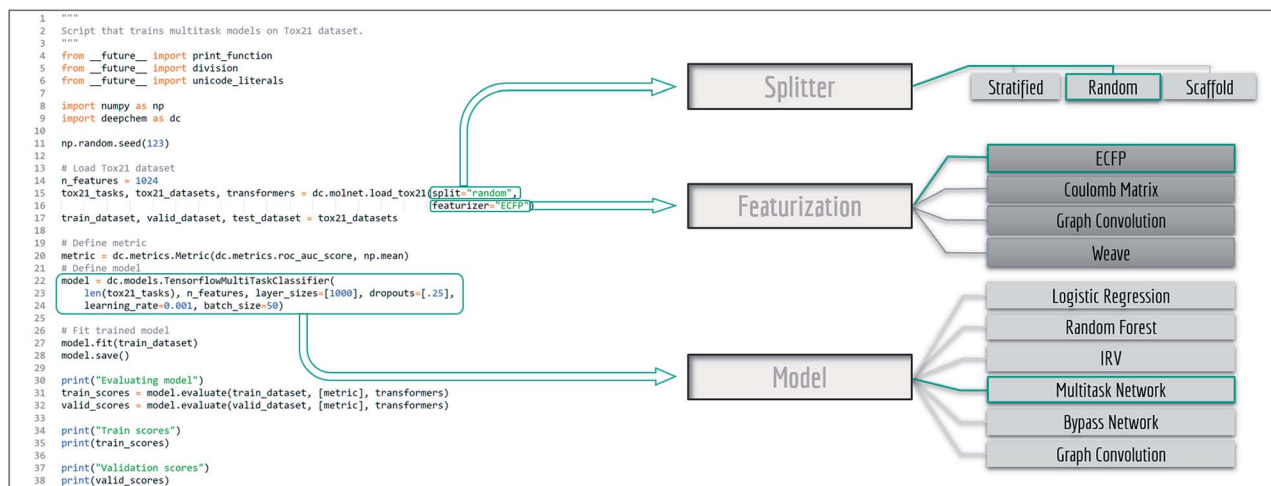 1 """
2 Script that trains multitask models on Tox21 dataset.
3 """
4 from __future__ import print_function
5 from __future__ import division
6 from __future__ import unicode_literals
7
8 import numpy as np
9 import deepchem as dc
10
11 np.random.seed(123)
12
13 # Load Tox21 dataset
14 n_features = 1024
15 tox21_tasks, tox21_datasets, transformers = dc.molnet.load_tox21(split="random",
16 featurizer="ECFP")
17 train_dataset, valid_dataset, test_dataset = tox21_datasets
18
19 # Define metric
20 metric = dc.metrics.Metric(dc.metrics.roc_auc_score, np.mean)
21 # Define model
22 model = dc.models.TensorflowMultiTaskClassifier(
23 len(tox21_tasks), n_features, layer_sizes=[1000], dropouts=[.25],
24 learning_rate=0.001, batch_size=50)
25
26 # Fit trained model
27 model.fit(train_dataset)
28 model.save()
29
30 print("Evaluating model")
31 train_scores = model.evaluate(train_dataset, [metric], transformers)
32 valid_scores = model.evaluate(valid_dataset, [metric], transformers)
33
34 print("Train scores")
35 print(train_scores)
36
37 print("Validation scores")
38 print(valid_scores)
Splitter
Stratified Random Scaffold
Featurization
ECFP
Coulomb Matrix
Graph Convolution
Weave
Model
Logistic Regression
Random Forest
IRV
Multitask Network
Bypass Network
Graph Convolution